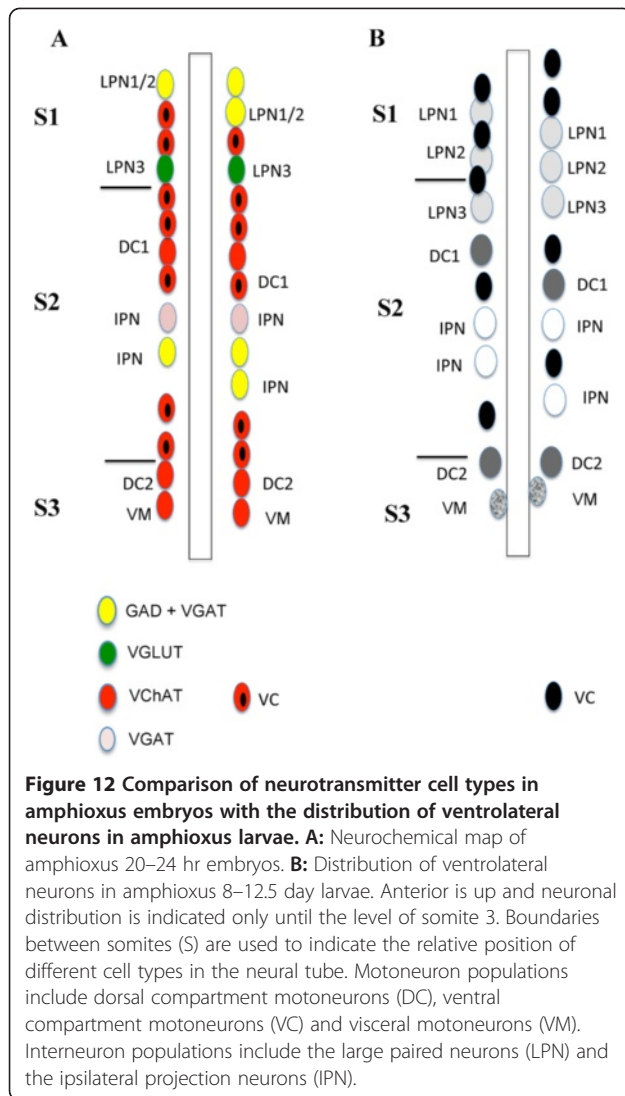 A
B
LPN1/2
S1
LPN1/2
LPN3
LPN3
DC1
DC1
S2
IPN
IPN
IPN
IPN
DC2
DC2
S3
VM
VM
S1
LPN1
LPN1
LPN2
LPN2
LPN3
LPN3
DC1
DC1
S2
IPN
IPN
IPN
IPN
DC2
DC2
S3
VM
VM
GAD + VGAT
VGLUT
VChAT
VC
VC
VGAT
Figure 12 Comparison of neurotransmitter cell types in
amphioxus embryos with the distribution of ventrolateral
neurons in amphioxus larvae. A: Neurochemical map of
amphioxus 20–24 hr embryos. B: Distribution of ventrolateral
neurons in amphioxus 8–12.5 day larvae. Anterior is up and neuronal
distribution is indicated only until the level of somite 3. Boundaries
between somites (S) are used to indicate the relative position of
different cell types in the neural tube. Motoneuron populations
include dorsal compartment motoneurons (DC), ventral
compartment motoneurons (VC) and visceral motoneurons (VM).
Interneuron populations include the large paired neurons (LPN) and
the ipsilateral projection neurons (IPN).